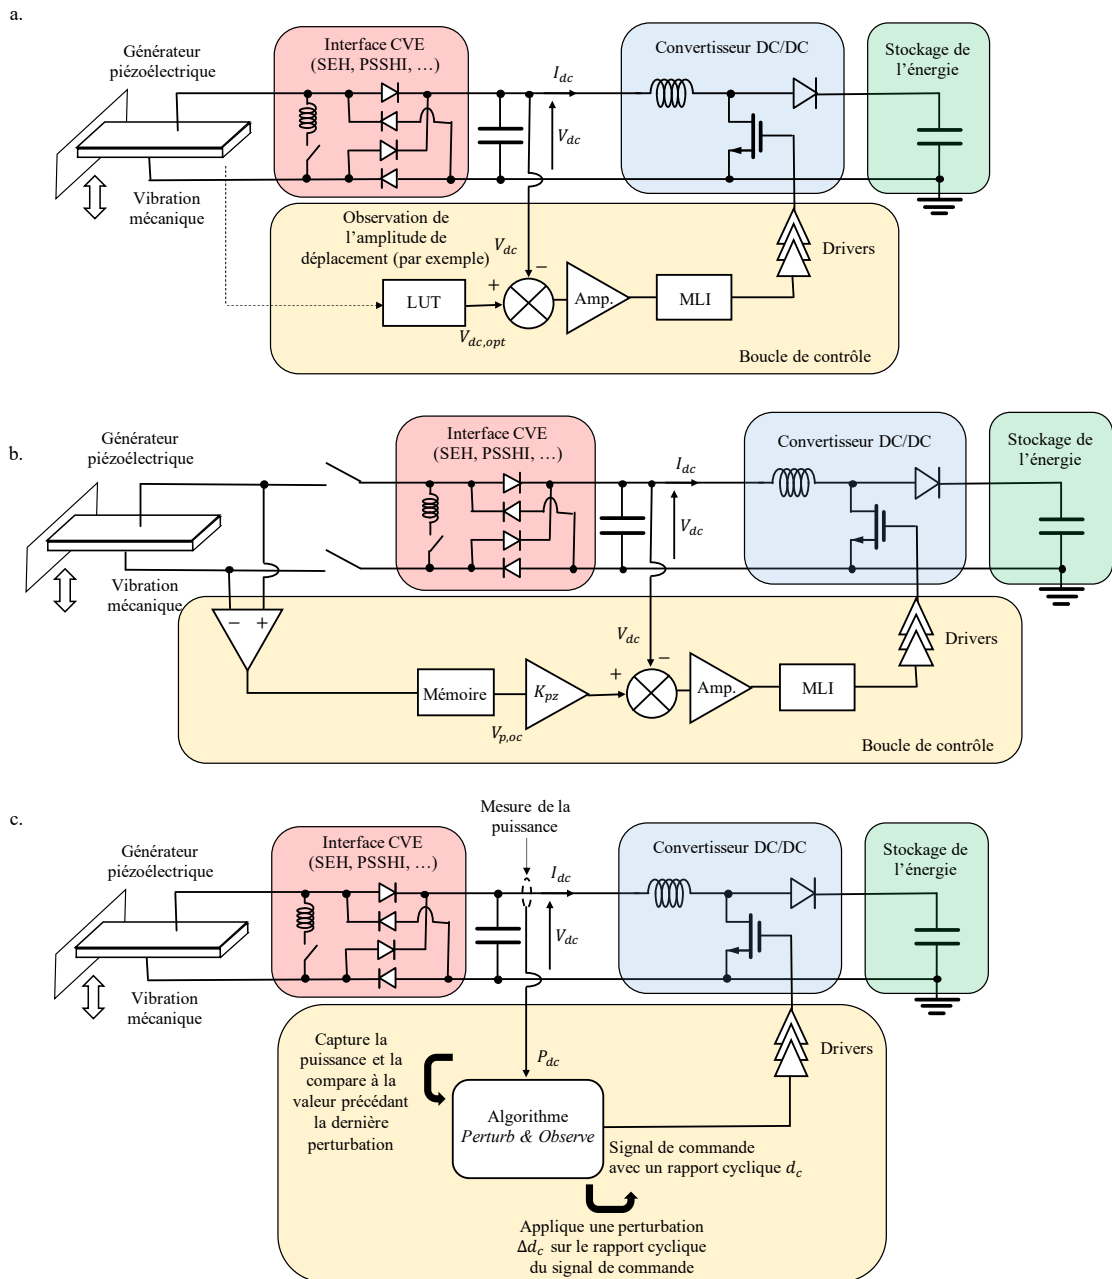 a.
Générateur
piézoélectrique
Interface CVE
(SEH, PSSHI, …)
I_dc
V_dc
Convertisseur DC/DC
Stockage de
l’énergie
Vibration
mécanique
Observation de
l’amplitude de
déplacement (par exemple)
V_dc
−
+
LUT
V_dc,opt
Amp.
MLI
Drivers
Boucle de contrôle
b.
Générateur
piézoélectrique
Interface CVE
(SEH, PSSHI, …)
I_dc
V_dc
Convertisseur DC/DC
Stockage de
l’énergie
Vibration
mécanique
− +
Mémoire
V_p,oc
K_pz
V_dc
−
+
Amp.
MLI
Drivers
Boucle de contrôle
c.
Mesure de la
puissance
Générateur
piézoélectrique
Interface CVE
(SEH, PSSHI, …)
I_dc
V_dc
Convertisseur DC/DC
Stockage de
l’énergie
Vibration
mécanique
Capture la
puissance et la
compare à la
valeur précédant
la dernière
perturbation
P_dc
Algorithme
Perturb & Observe
Drivers
Signal de commande
avec un rapport cyclique d_c
Applique une perturbation
Δd_c sur le rapport cyclique
du signal de commande